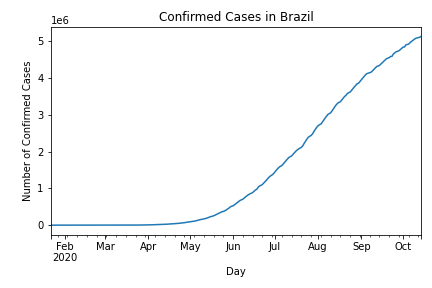 Confirmed Cases in Brazil
1e6
5
4
3
2
1
0
Number of Confirmed Cases
Feb Mar Apr May Jun Jul Aug Sep Oct
2020
Day